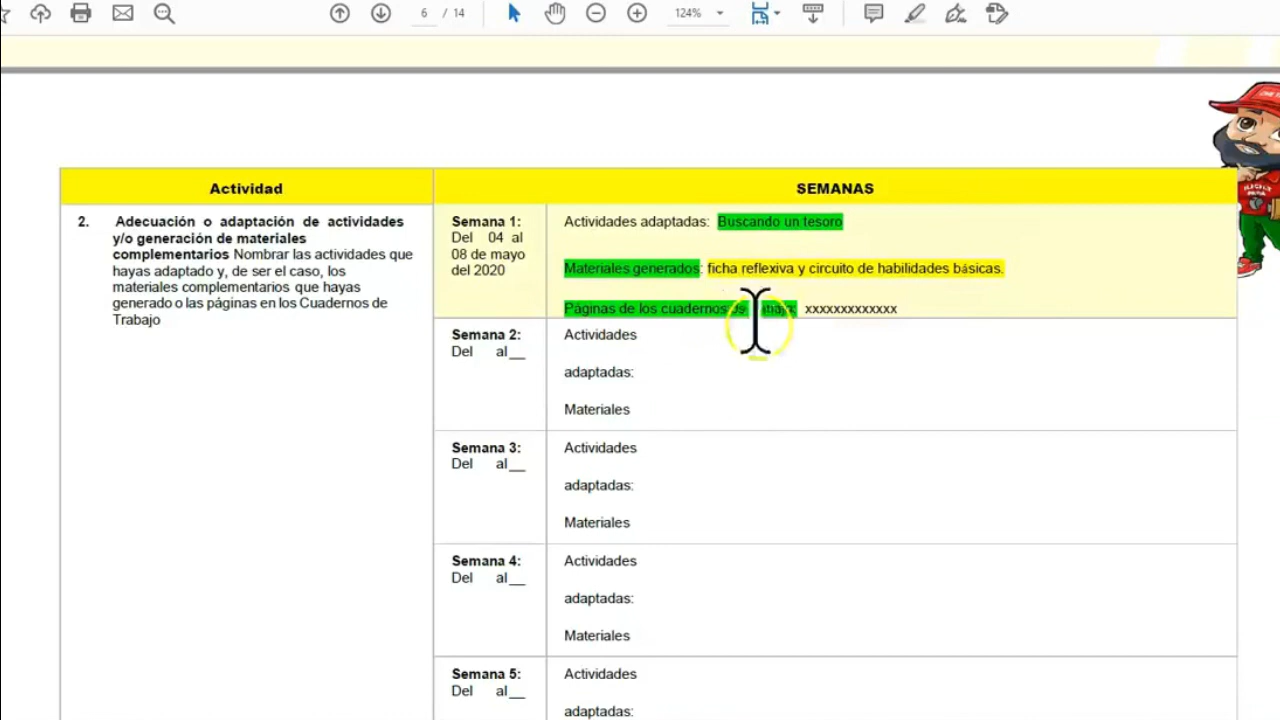 6 / 14
124%
Actividad
SEMANAS
2. Adecuación o adaptación de actividades
y/o generación de materiales
complementarios Nombrar las actividades que
hayas adaptado y, de ser el caso, los
materiales complementarios que hayas
generado o las páginas en los Cuadernos de
Trabajo
Semana 1:
Del 04 al
08 de mayo
del 2020
Actividades adaptadas: Buscando un tesoro
Materiales generados: ficha reflexiva y circuito de habilidades básicas.
Páginas de los cuadernos xxxxxxxxxxxxx
Semana 2:
Del al__
Actividades
adaptadas:
Materiales
Semana 3:
Del al__
Actividades
adaptadas:
Materiales
Semana 4:
Del al__
Actividades
adaptadas:
Materiales
Semana 5:
Del al__
Actividades
adaptadas: